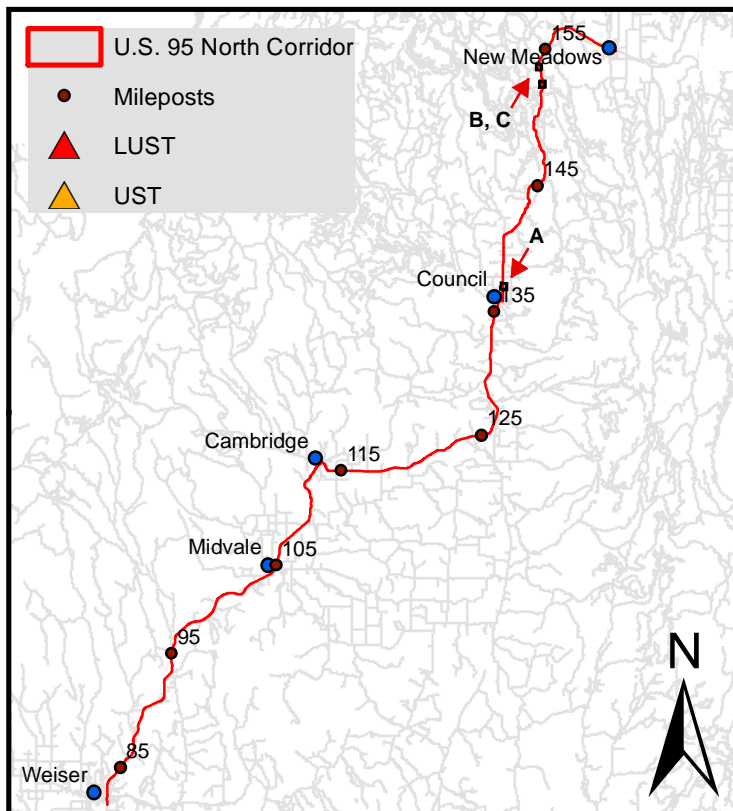 U.S. 95 North Corridor
Mileposts
LUST
UST
155
New Meadows
B, C
145
A
Council
135
125
Cambridge
115
Midvale
105
95
N
85
Weiser